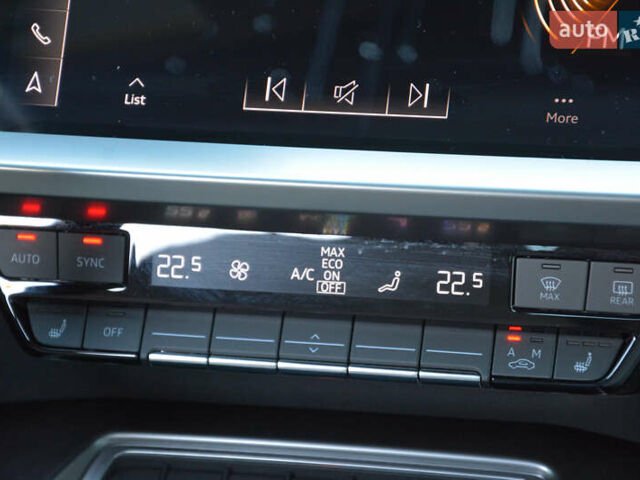 auto
R
List
More
MAX
AUTO
SYNC
22.5
A/C
ECO
ON
OFF
22.5
MAX
REAR
OFF
A M